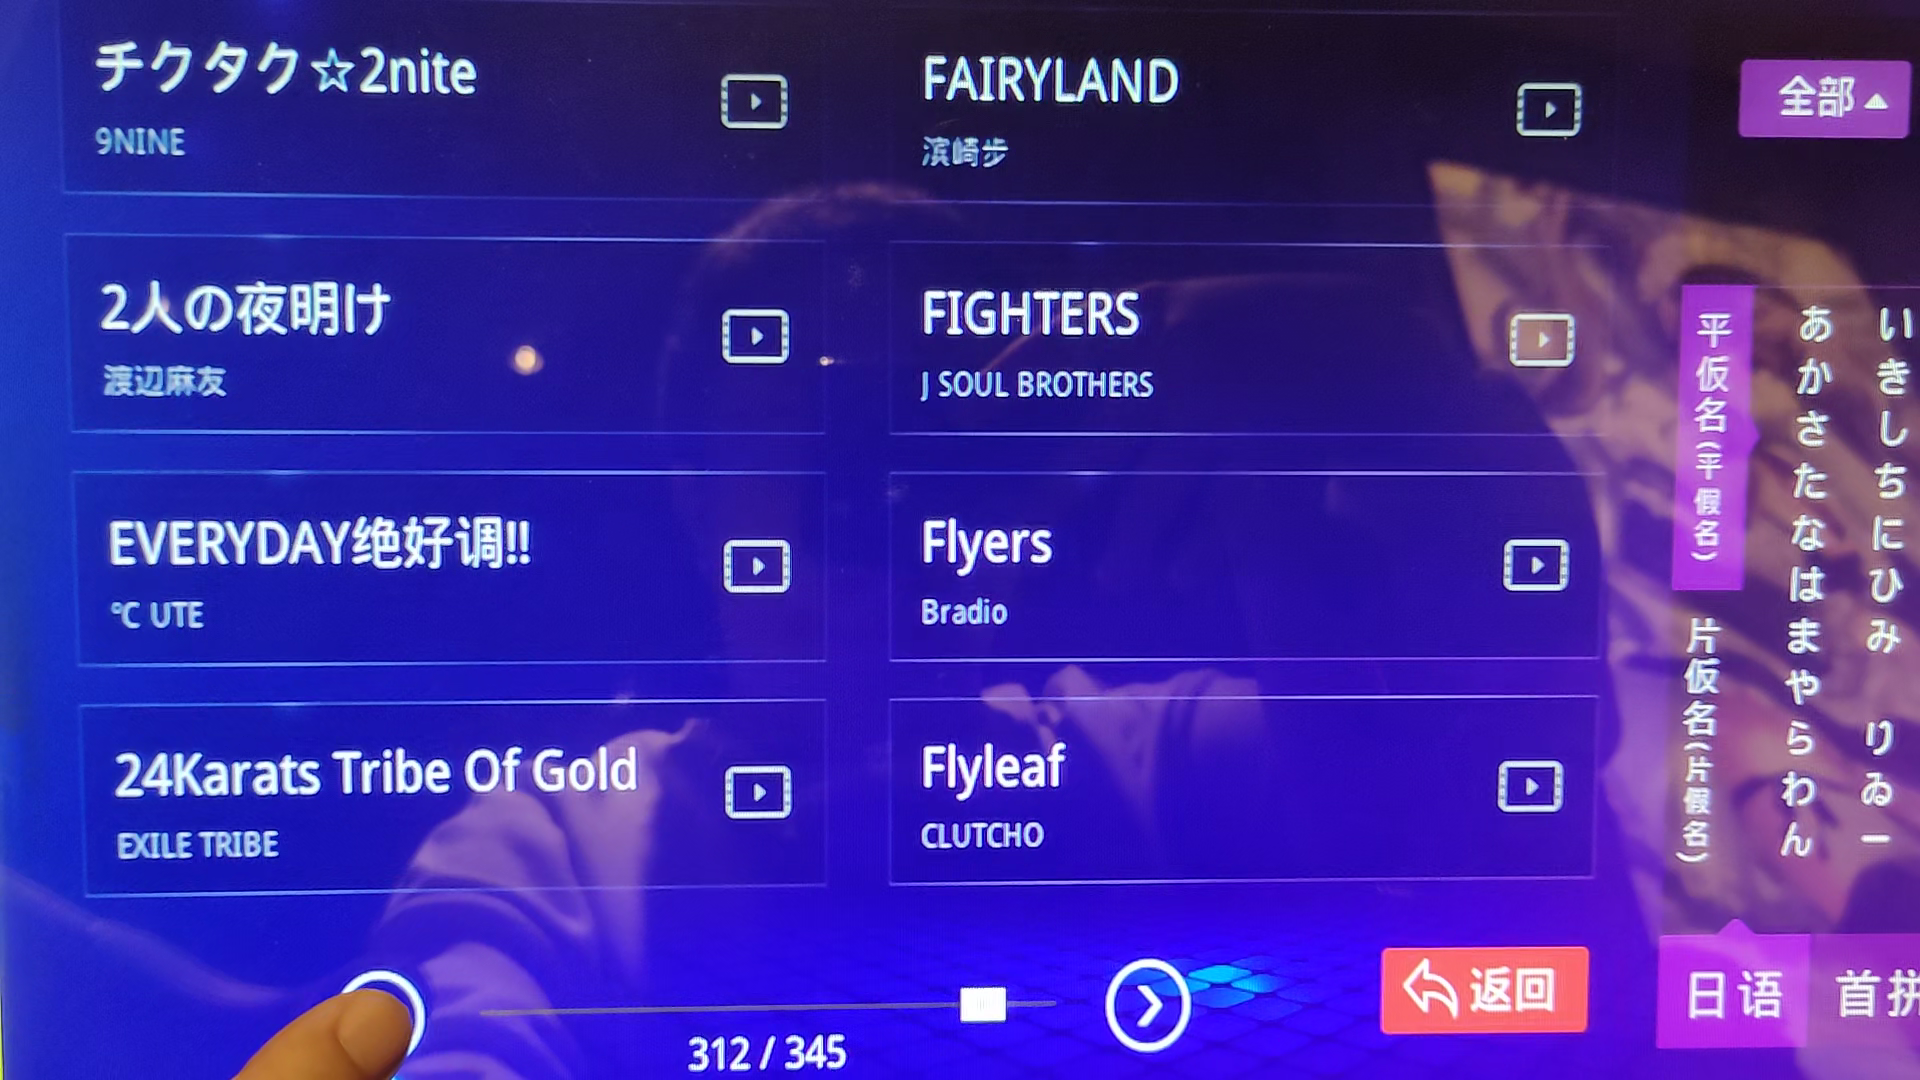 チクタク☆2nite
9NINE
FAIRYLAND
滨崎步
2人の夜明け
渡辺麻友
FIGHTERS
J SOUL BROTHERS
EVERYDAY绝好调!!
℃ UTE
Flyers
Bradio
24Karats Tribe Of Gold
EXILE TRIBE
Flyleaf
CLUTCHO
312 / 345
返回
全部
平仮名(平假名)
片仮名(片假名)
あかさたなはまやらわん
いきしちにひみ りゐー
日语
首拼